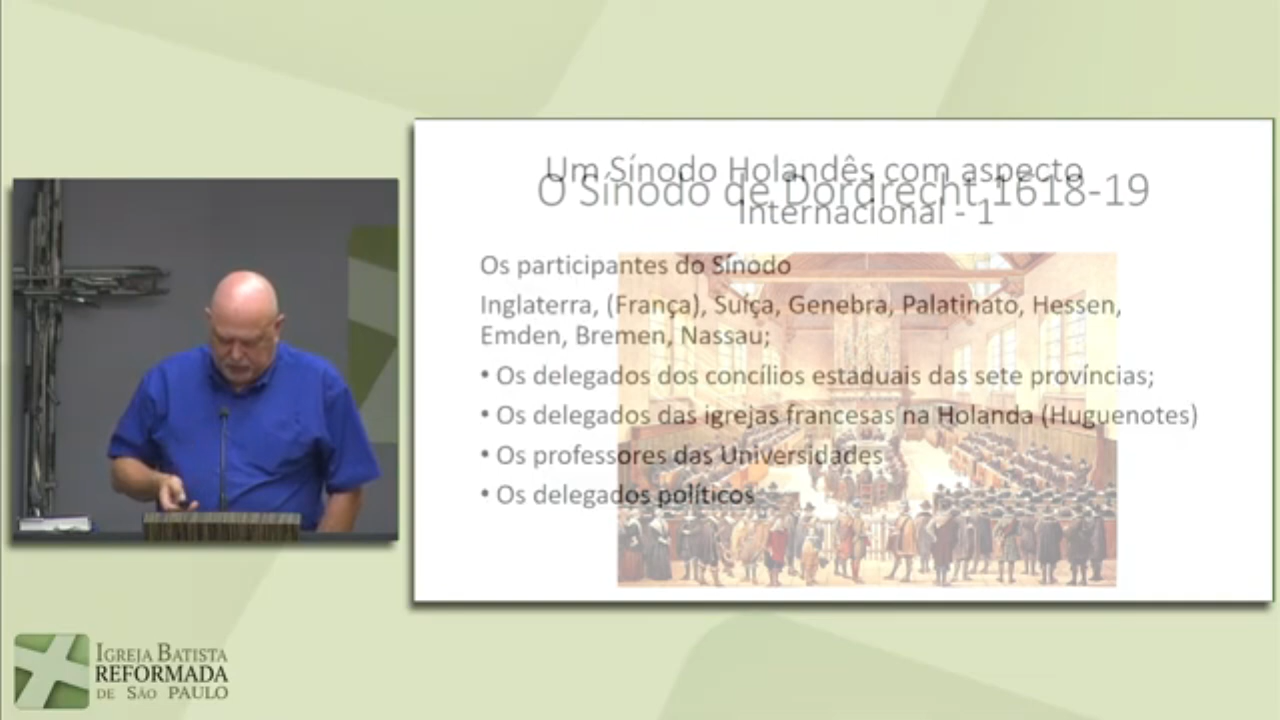 Um Sínodo Holandês com aspecto
O Sínodo de Dordrecht 1618-19
Internacional - 1
Os participantes do Sínodo
Inglaterra, (França), Suíça, Genebra, Palatinato, Hessen,
Emden, Bremen, Nassau;
• Os delegados dos concílios estaduais das sete províncias;
• Os delegados das igrejas francesas na Holanda (Huguenotes)
• Os professores das Universidades
• Os delegados políticos
IGREJA BATISTA
REFORMADA
DE SÃO PAULO